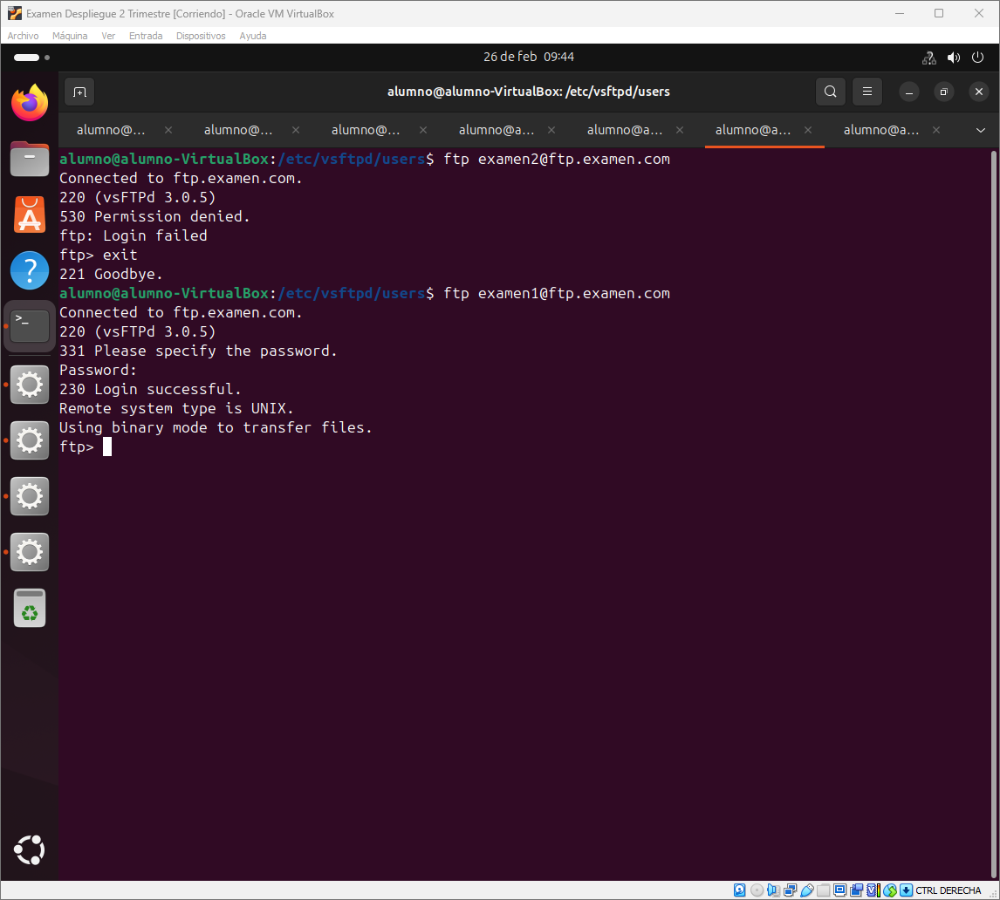 Examen Despliegue 2 Trimestre [Corriendo] - Oracle VM VirtualBox
Archivo Máquina Ver Entrada Dispositivos Ayuda
26 de feb 09:44
alumno@alumno-VirtualBox: /etc/vsftpd/users
alumno@... alumno@... alumno@... alumno@a... alumno@a... alumno@a... alumno@a...
alumno@alumno-VirtualBox:/etc/vsftpd/users$ ftp examen2@ftp.examen.com
Connected to ftp.examen.com.
220 (vsFTPd 3.0.5)
530 Permission denied.
ftp: Login failed
ftp> exit
221 Goodbye.
alumno@alumno-VirtualBox:/etc/vsftpd/users$ ftp examen1@ftp.examen.com
Connected to ftp.examen.com.
220 (vsFTPd 3.0.5)
331 Please specify the password.
Password:
230 Login successful.
Remote system type is UNIX.
Using binary mode to transfer files.
ftp>
CTRL DERECHA